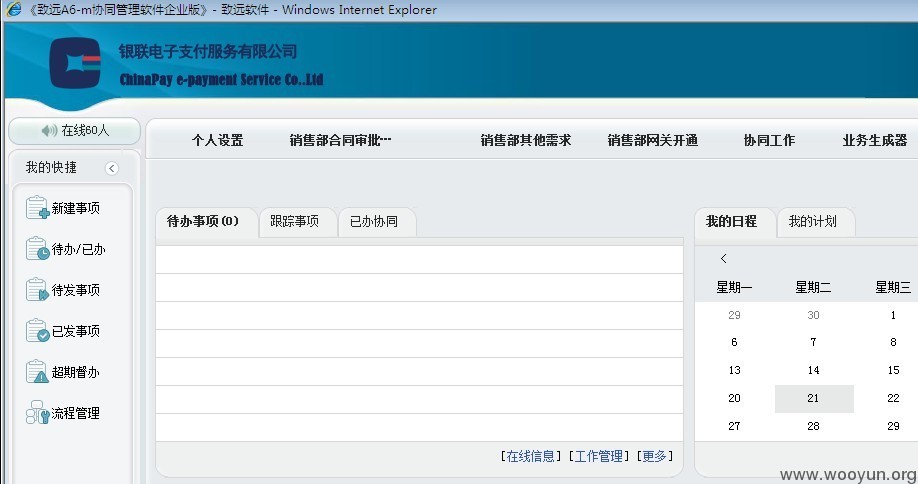 《致远A6-m协同管理软件企业版》- 致远软件 - Windows Internet Explorer
银联电子支付服务有限公司
ChinaPay e-payment Service Co.,Ltd
在线60人
个人设置 销售部合同审批··· 销售部其他需求 销售部网关开通 协同工作 业务生成器
我的快捷
新建事项
待办/已办
待发事项
已发事项
超期督办
流程管理
待办事项(0) 跟踪事项 已办协同
[在线信息] [工作管理] [更多]
我的日程 我的计划
星期一 星期二 星期三
29 30 1
6 7 8
13 14 15
20 21 22
27 28 29
www.wooyun.org